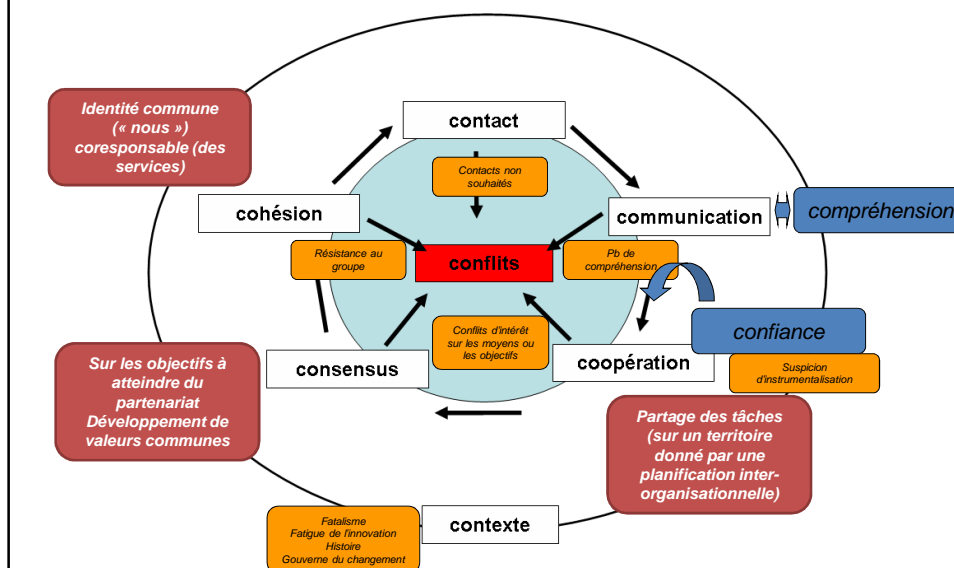 Identité commune
(« nous »)
coresponsable (des
services)
contact
Contacts non
souhaités
cohésion
communication
compréhension
Résistance au
groupe
conflits
Pb de
compréhension
confiance
Conflits d'intérêt
sur les moyens ou
les objectifs
consensus
coopération
Suspicion
d'instrumentalisation
Sur les objectifs à
atteindre du
partenariat
Développement de
valeurs communes
Partage des tâches
(sur un territoire
donné par une
planification inter-
organisationnelle)
Fatalisme
Fatigue de l'innovation
Histoire
Gouverne du changement
contexte